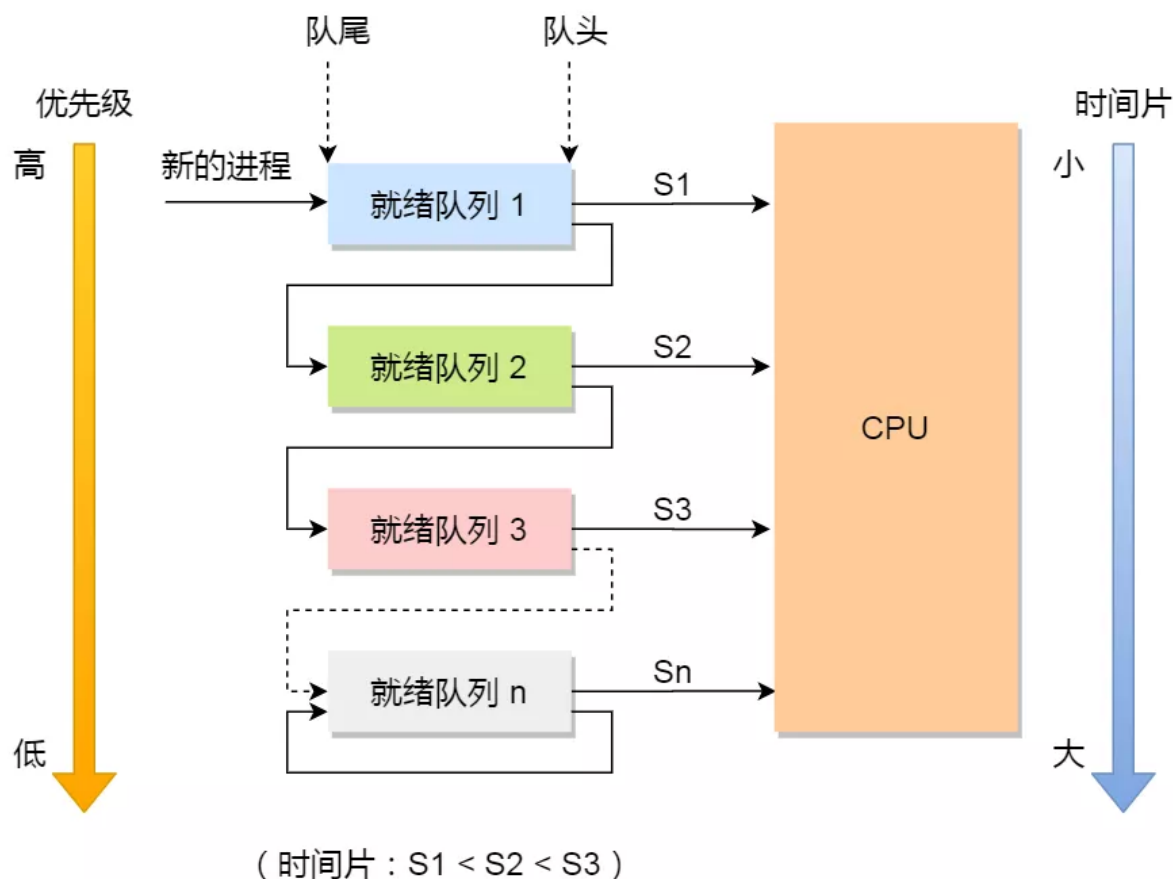 队尾
队头
优先级
时间片
高
新的进程
小
就绪队列 1
S1
就绪队列 2
S2
CPU
就绪队列 3
S3
就绪队列 n
Sn
低
大
（时间片：S1 < S2 < S3）